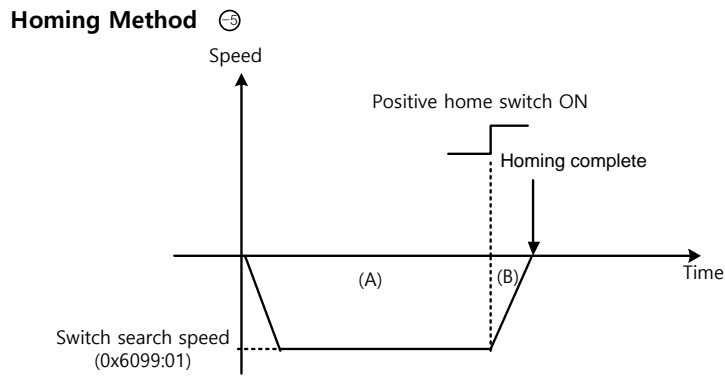 Homing Method ⊖5
Speed
Positive home switch ON
Homing complete
(A)
(B)
Time
Switch search speed
(0x6099:01)